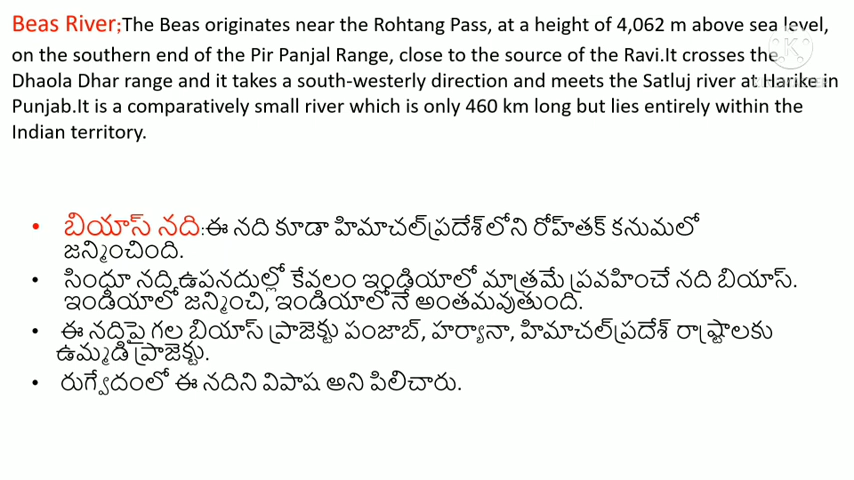 Beas River;The Beas originates near the Rohtang Pass, at a height of 4,062 m above sea level,
on the southern end of the Pir Panjal Range, close to the source of the Ravi.It crosses the
Dhaola Dhar range and it takes a south-westerly direction and meets the Satluj river at Harike in
Punjab.It is a comparatively small river which is only 460 km long but lies entirely within the
Indian territory.
• బియాస్ నది:ఈ నది కూడా హిమాచల్‌ప్రదేశ్‌లోని రోహ్‌తక్ కనుమలో
జన్మించింది.
• సింధూ నది ఉపనదుల్లో కేవలం ఇండియాలో మాత్రమే ప్రవహించే నది బియాస్.
ఇండియాలో జన్మించి, ఇండియాలోనే అంతమవుతుంది.
• ఈ నదిపై గల బియాస్ ప్రాజెక్టు పంజాబ్, హర్యానా, హిమాచల్‌ప్రదేశ్ రాష్ట్రాలకు
ఉమ్మడి ప్రాజెక్టు.
• రుగ్వేదంలో ఈ నదిని విపాష అని పిలిచారు.